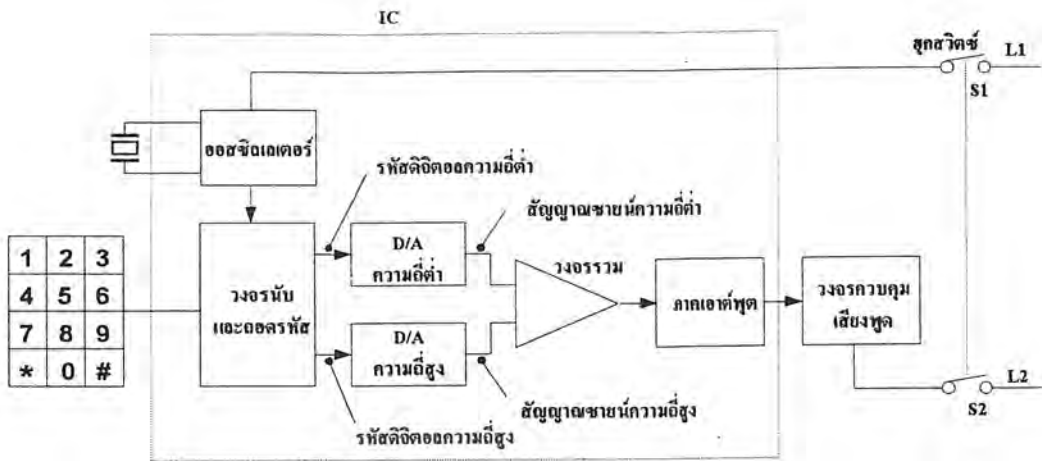 IC
ฮุกสวิตซ์
L1
S1
ออสซิลเลเตอร์
รหัสดิจิตอลความถี่ต่ำ
สัญญาณซายน์ความถี่ต่ำ
1 2 3
4 5 6
7 8 9
* 0 #
วงจรนับ
และถอดรหัส
D/A
ความถี่ต่ำ
วงจรรวม
ภาคเอาต์พุต
วงจรควบคุม
เสียงพูด
D/A
ความถี่สูง
L2
S2
สัญญาณซายน์ความถี่สูง
รหัสดิจิตอลความถี่สูง